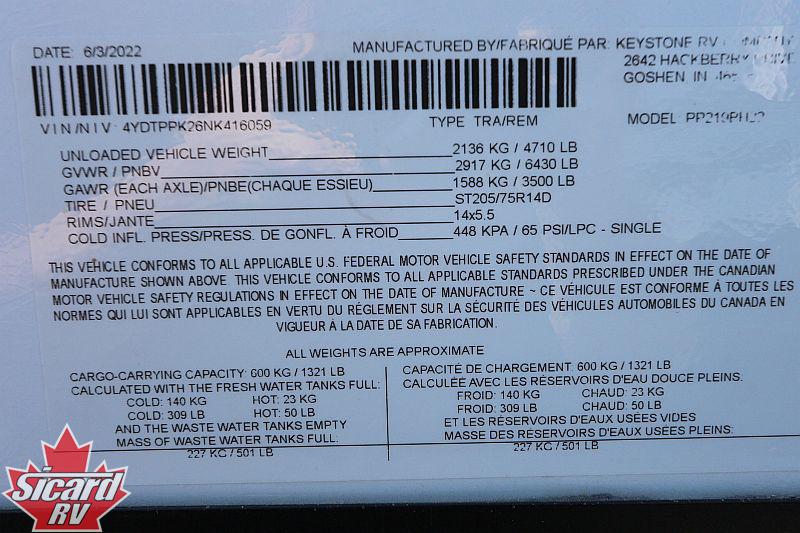 DATE: 6/3/2022
MANUFACTURED BY/FABRIQUÉ PAR: KEYSTONE RV COMPANY
2642 HACKBERRY DRIVE
GOSHEN IN
VIN/NIV: 4YDTPPK26NK416059 TYPE TRA/REM MODEL:
UNLOADED VEHICLE WEIGHT 2136 KG / 4710 LB
GVWR / PNBV 2917 KG / 6430 LB
GAWR (EACH AXLE)/PNBE(CHAQUE ESSIEU) 1588 KG / 3500 LB
TIRE / PNEU ST205/75R14D
RIMS/JANTE 14x5.5
COLD INFL. PRESS/PRESS. DE GONFL. À FROID 448 KPA / 65 PSI/LPC - SINGLE
THIS VEHICLE CONFORMS TO ALL APPLICABLE U.S. FEDERAL MOTOR VEHICLE SAFETY STANDARDS IN EFFECT ON THE DATE OF
MANUFACTURE SHOWN ABOVE. THIS VEHICLE CONFORMS TO ALL APPLICABLE STANDARDS PRESCRIBED UNDER THE CANADIAN
MOTOR VEHICLE SAFETY REGULATIONS IN EFFECT ON THE DATE OF MANUFACTURE ~ CE VÉHICULE EST CONFORME À TOUTES LES
NORMES QUI LUI SONT APPLICABLES EN VERTU DU RÉGLEMENT SUR LA SÉCURITÉ DES VÉHICULES AUTOMOBILES DU CANADA EN
VIGUEUR À LA DATE DE SA FABRICATION.
ALL WEIGHTS ARE APPROXIMATE
CARGO-CARRYING CAPACITY: 600 KG / 1321 LB
CALCULATED WITH THE FRESH WATER TANKS FULL:
COLD: 140 KG HOT: 23 KG
COLD: 309 LB HOT: 50 LB
AND THE WASTE WATER TANKS EMPTY
MASS OF WASTE WATER TANKS FULL:
227 KG / 501 LB
CAPACITÉ DE CHARGEMENT: 600 KG / 1321 LB
CALCULÉE AVEC LES RÉSERVOIRS D'EAU DOUCE PLEINS.
FROID: 140 KG CHAUD: 23 KG
FROID: 309 LB CHAUD: 50 LB
ET LES RÉSERVOIRS D'EAUX USÉES VIDES
MASSE DES RÉSERVOIRS D'EAUX USÉES PLEINS:
227 KG / 501 LB
Sicard
RV